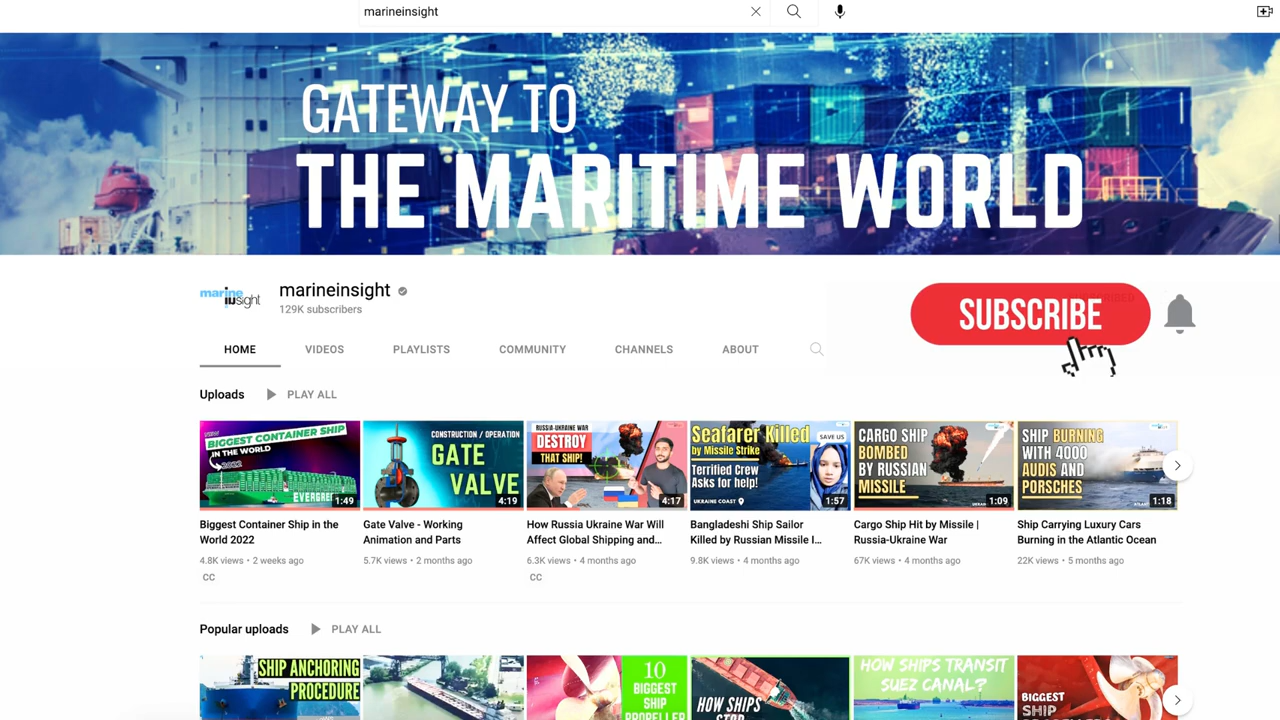 marineinsight
GATEWAY TO
THE MARITIME WORLD
marine
insight
marineinsight
129K subscribers
SUBSCRIBE
HOME VIDEOS PLAYLISTS COMMUNITY CHANNELS ABOUT
Uploads PLAY ALL
BIGGEST CONTAINER SHIP
IN THE WORLD
2022
EVERGREE
1:49
Biggest Container Ship in the
World 2022
4.8K views • 2 weeks ago
CC
CONSTRUCTION / OPERATION
GATE
VALVE
4:19
Gate Valve - Working
Animation and Parts
5.7K views • 2 months ago
RUSSIA-UKRAINE WAR
DESTROY
THAT SHIP!
4:17
How Russia Ukraine War Will
Affect Global Shipping and...
6.3K views • 4 months ago
CC
Seafarer Killed
by Missile Strike
SAVE US
Terrified Crew
Asks for help!
UKRAINE COAST
1:57
Bangladeshi Ship Sailor
Killed by Russian Missile I...
9.8K views • 4 months ago
CARGO SHIP
BOMBED
BY RUSSIAN
MISSILE
1:09
Cargo Ship Hit by Missile |
Russia-Ukraine War
67K views • 4 months ago
SHIP BURNING
WITH 4000
AUDIS AND
PORSCHES
1:18
Ship Carrying Luxury Cars
Burning in the Atlantic Ocean
22K views • 5 months ago
Popular uploads PLAY ALL
SHIP ANCHORING
PROCEDURE
10
BIGGEST
SHIP
PROPELLER
HOW SHIPS
STOP
HOW SHIPS TRANSIT
SUEZ CANAL?
BIGGEST
SHIP